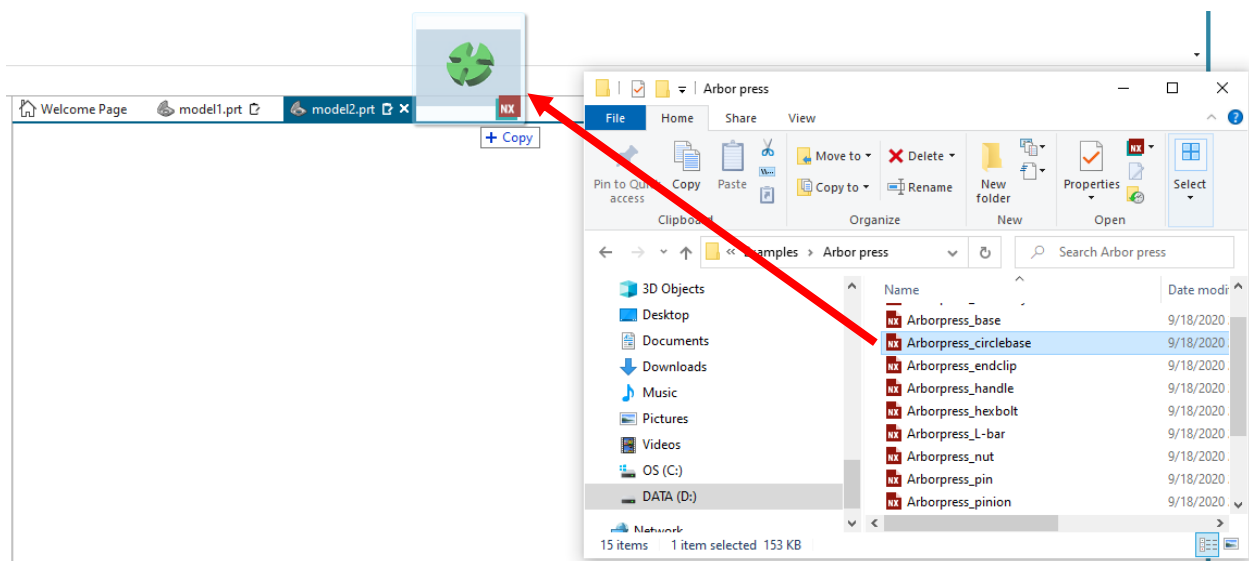 NX
+ Copy
Welcome Page
model1.prt
model2.prt
Arbor press
File Home Share View
Pin to Quick access
Copy
Paste
Move to
Copy to
Delete
Rename
New folder
Properties
Select
Clipboard
Organize
New
Open
« Examples › Arbor press
Search Arbor press
3D Objects
Desktop
Documents
Downloads
Music
Pictures
Videos
OS (C:)
DATA (D:)
Network
Name Date modif
Arborpress_base 9/18/2020
Arborpress_circlebase 9/18/2020
Arborpress_endclip 9/18/2020
Arborpress_handle 9/18/2020
Arborpress_hexbolt 9/18/2020
Arborpress_L-bar 9/18/2020
Arborpress_nut 9/18/2020
Arborpress_pin 9/18/2020
Arborpress_pinion 9/18/2020
15 items 1 item selected 153 KB